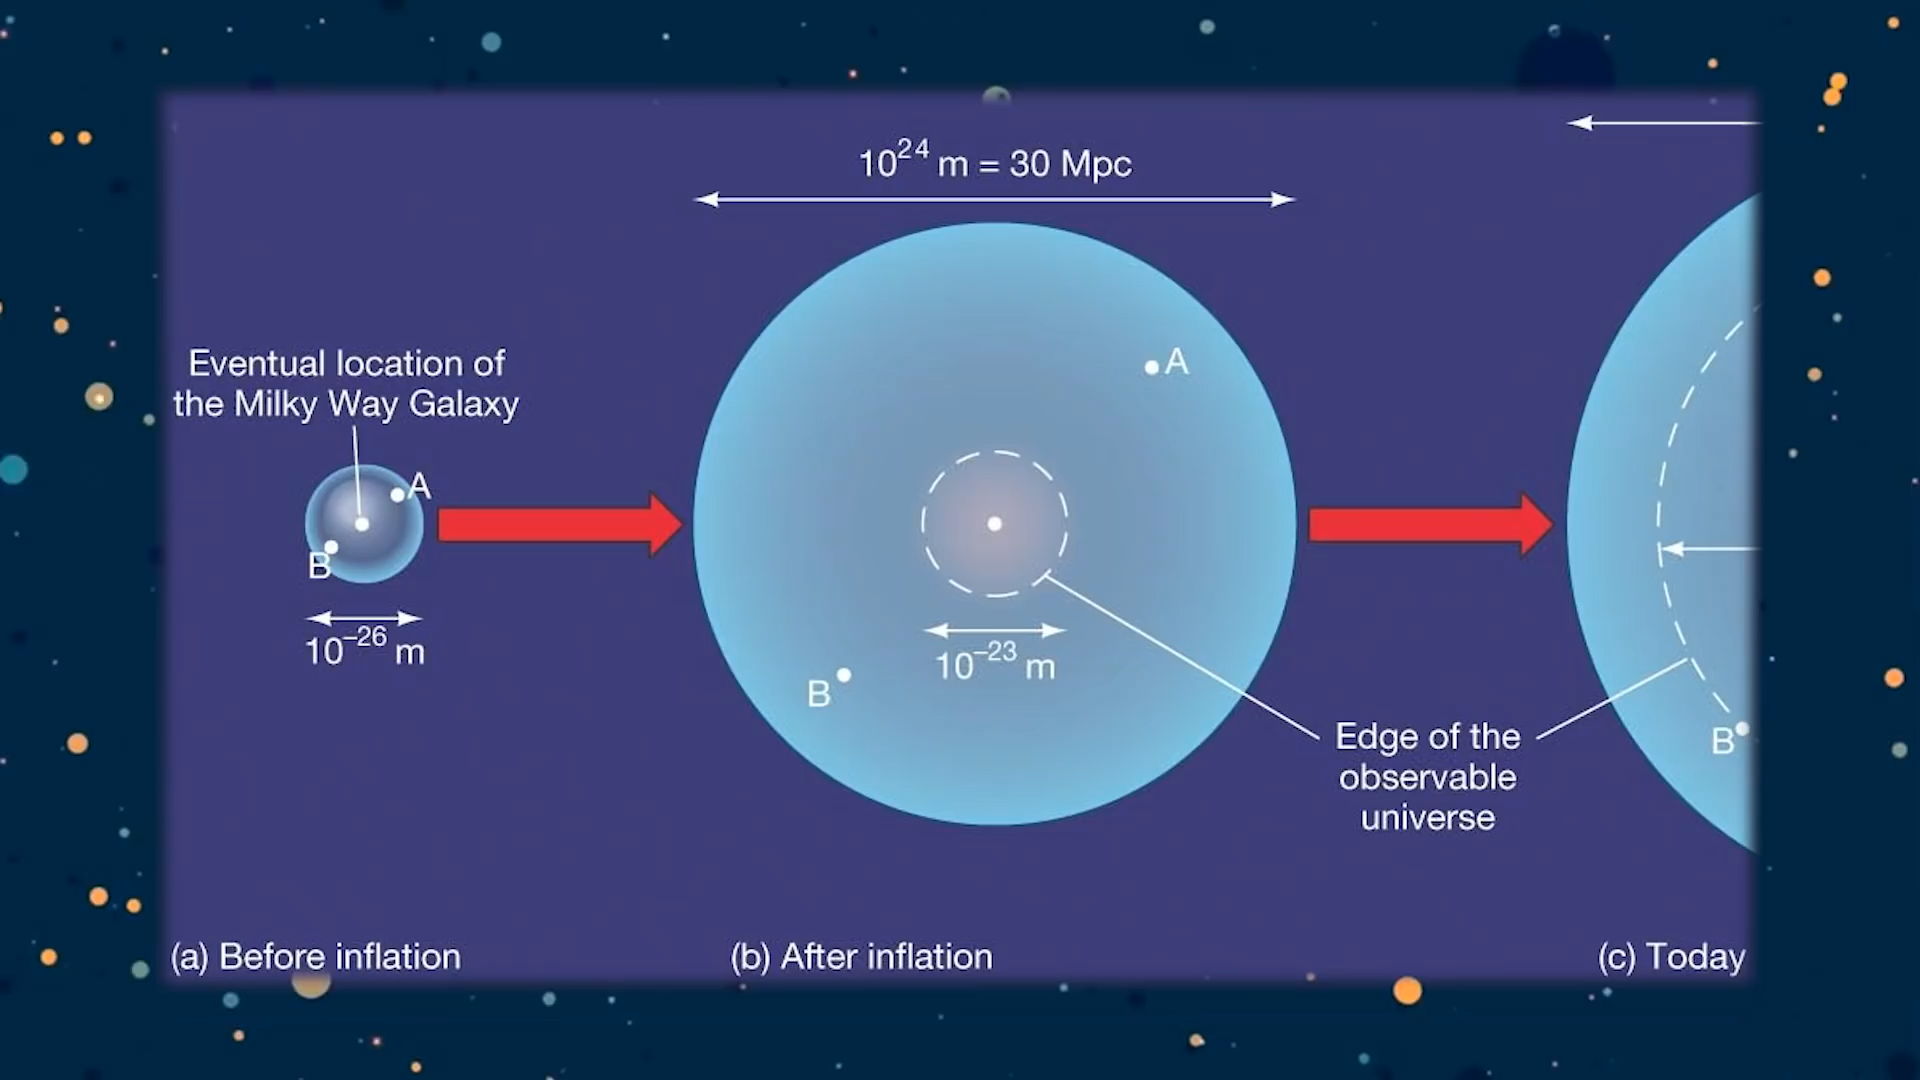 10²⁴ m = 30 Mpc
Eventual location of
the Milky Way Galaxy
A
B
10⁻²⁶ m
A
B
10⁻²³ m
Edge of the
observable
universe
B
(a) Before inflation
(b) After inflation
(c) Today